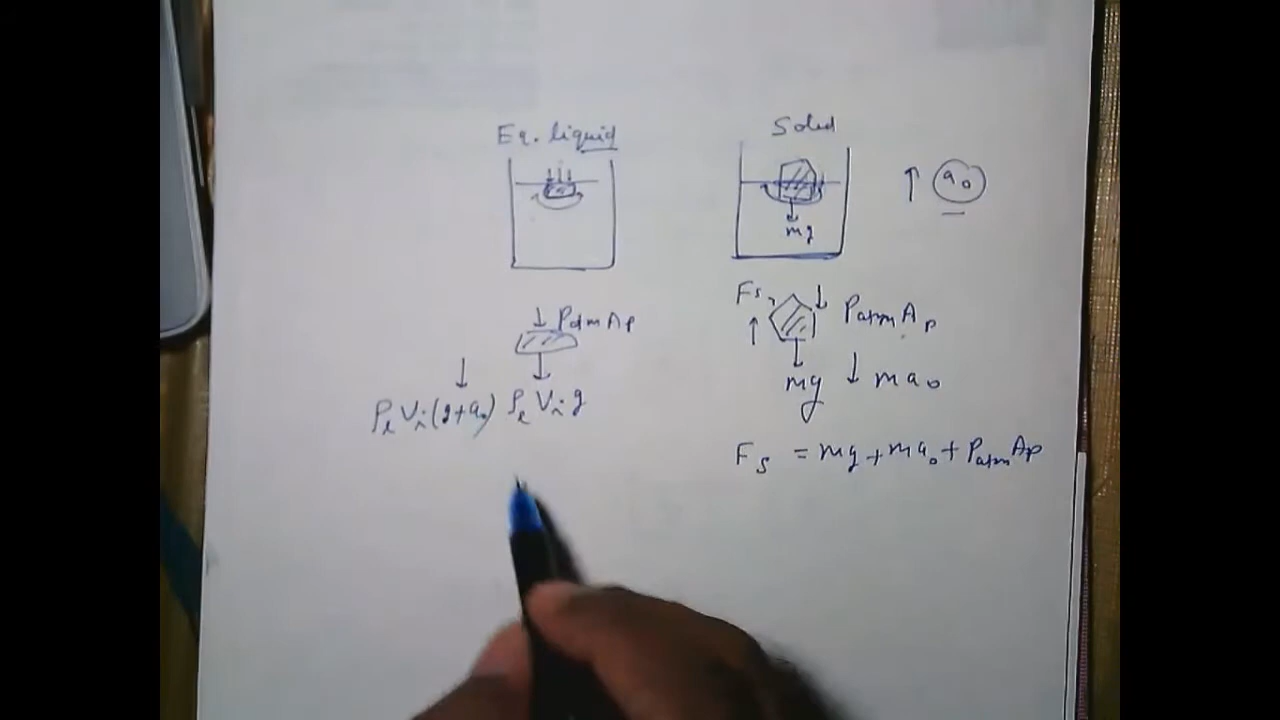 Eq. liquid
Solid
↑ a₀
mg
↓ Patm Ap
Fs ↑ ↓ Patm Ap
mg ↓ ma₀
ρₗ Vᵢ (g+a₀) ρₗ Vᵢ g
Fs = mg + ma₀ + Patm Ap